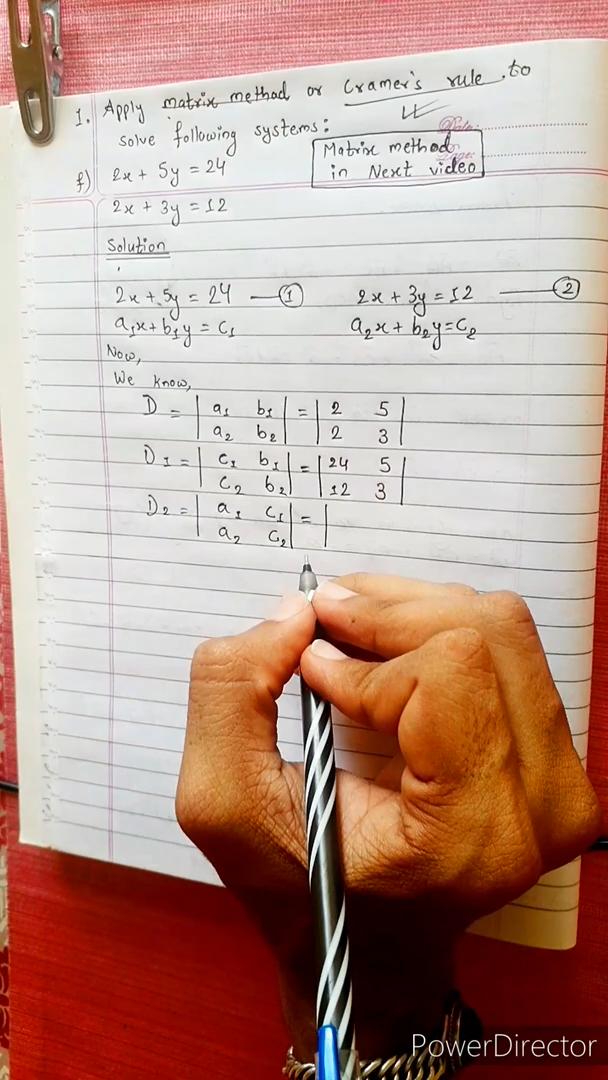 1. Apply matrix method or Cramer's rule to
solve following systems:
Date:
Page:
Matrix method
in Next video
f) 2x + 5y = 24
2x + 3y = 12
Solution
2x + 5y = 24 — ① 2x + 3y = 12 — ②
a₁x + b₁y = c₁ a₂x + b₂y = c₂
Now,
We know,
D = | a₁ b₁ | = | 2 5 |
| a₂ b₂ | | 2 3 |
D₁ = | c₁ b₁ | = | 24 5 |
| c₂ b₂ | | 12 3 |
D₂ = | a₁ c₁ | = |
| a₂ c₂ |
PowerDirector